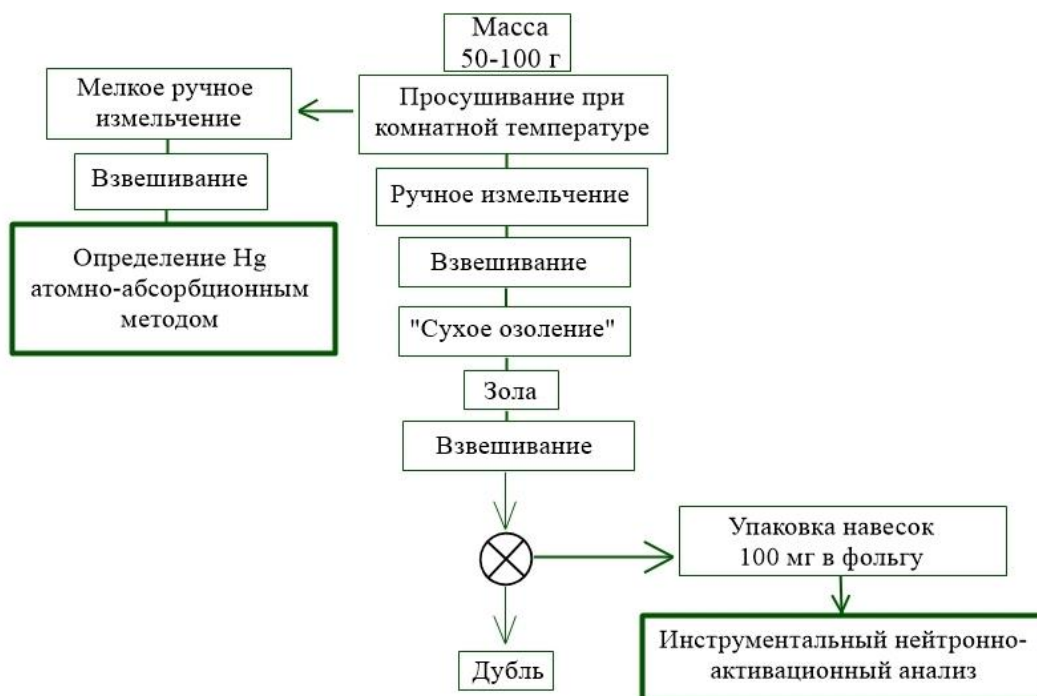 Масса
50-100 г
Мелкое ручное
измельчение
Просушивание при
комнатной температуре
Взвешивание
Ручное измельчение
Определение Hg
атомно-абсорбционным
методом
Взвешивание
"Сухое озоление"
Зола
Взвешивание
Упаковка навесок
100 мг в фольгу
Дубль
Инструментальный нейтронно-
активационный анализ